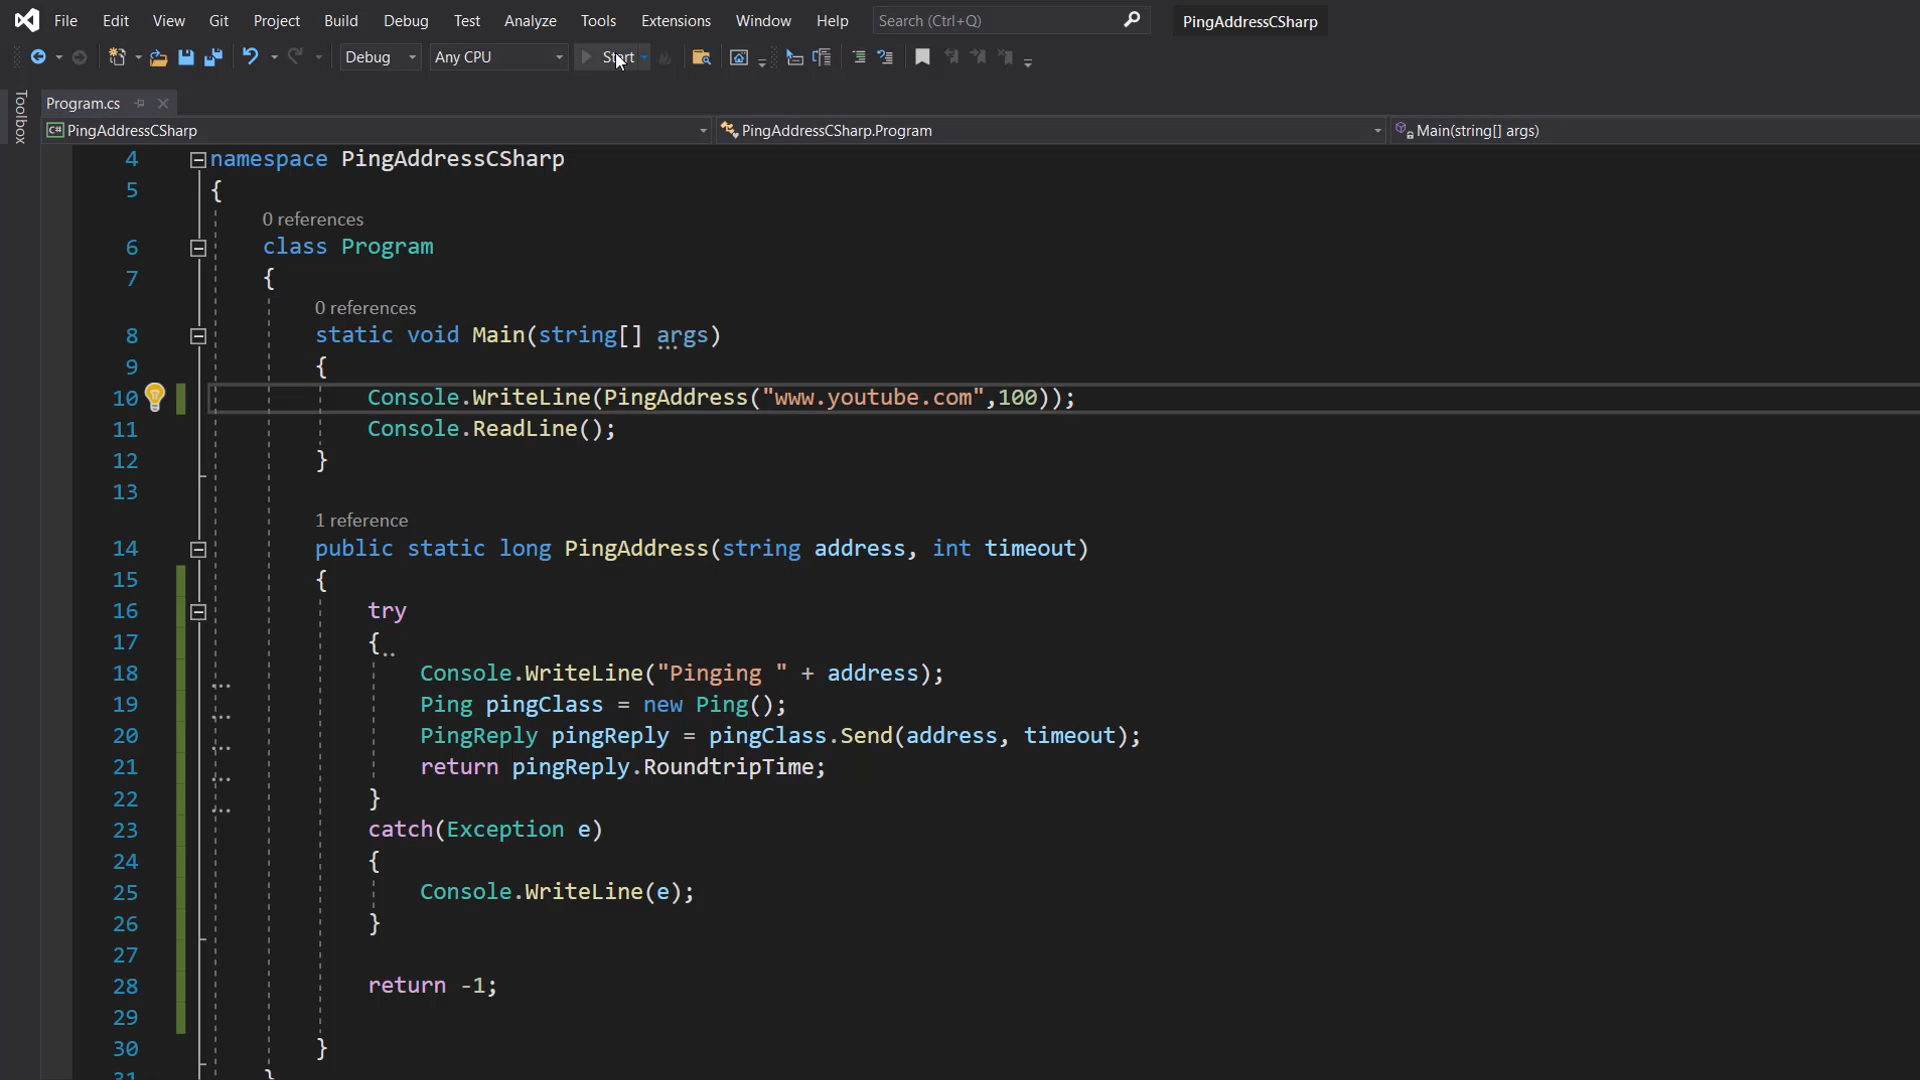 File Edit View Git Project Build Debug Test Analyze Tools Extensions Window Help Search (Ctrl+Q) PingAddressCSharp
Debug Any CPU Start
Toolbox
Program.cs
C# PingAddressCSharp PingAddressCSharp.Program Main(string[] args)
4 namespace PingAddressCSharp
5 {
0 references
6 class Program
7 {
0 references
8 static void Main(string[] args)
9 {
10 Console.WriteLine(PingAddress("www.youtube.com",100));
11 Console.ReadLine();
12 }
13
1 reference
14 public static long PingAddress(string address, int timeout)
15 {
16 try
17 {
18 Console.WriteLine("Pinging " + address);
19 Ping pingClass = new Ping();
20 PingReply pingReply = pingClass.Send(address, timeout);
21 return pingReply.RoundtripTime;
22 }
23 catch(Exception e)
24 {
25 Console.WriteLine(e);
26 }
27
28 return -1;
29
30 }
31 }